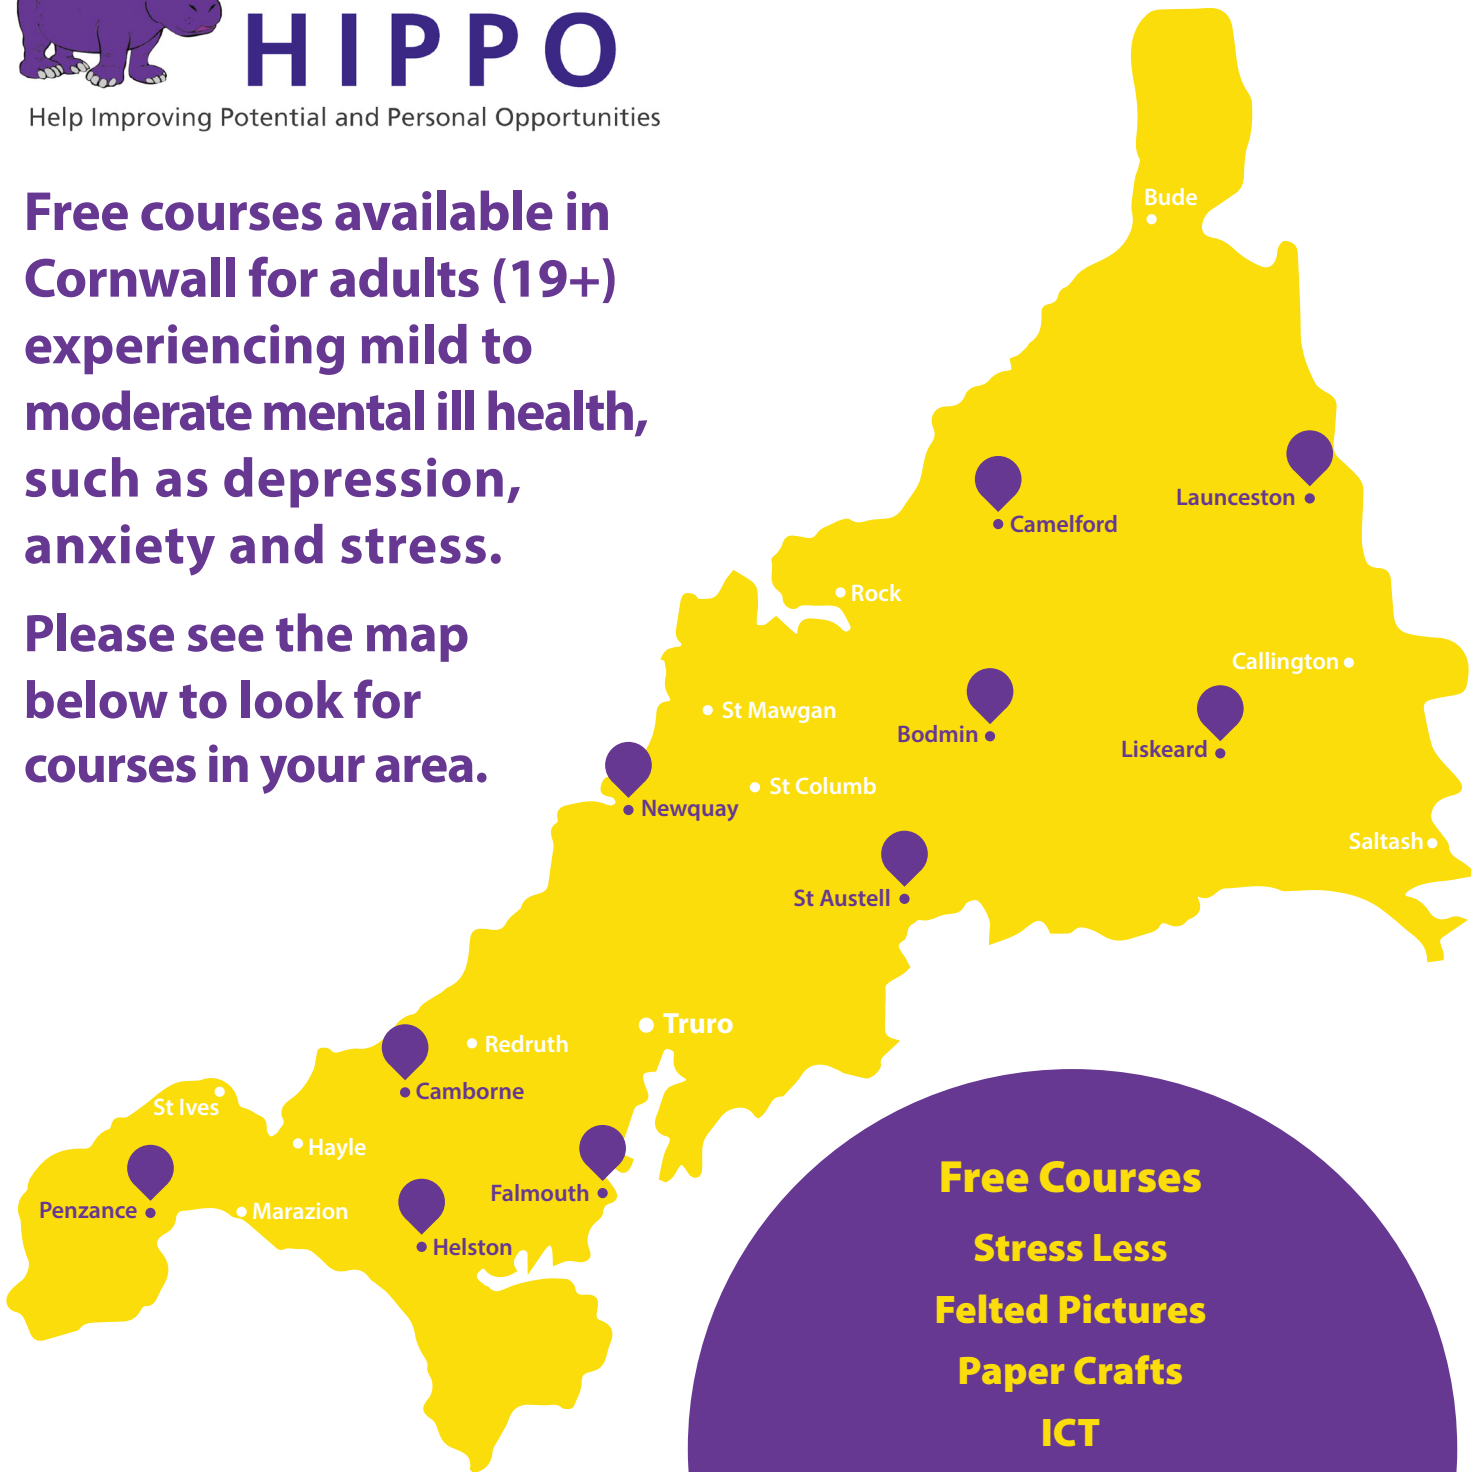 HIPPO
Help Improving Potential and Personal Opportunities
Free courses available in
Cornwall for adults (19+)
experiencing mild to
moderate mental ill health,
such as depression,
anxiety and stress.
Please see the map
below to look for
courses in your area.
Bude
Launceston
Camelford
Rock
Callington
St Mawgan
Bodmin
Liskeard
St Columb
Newquay
Saltash
St Austell
Truro
Redruth
Camborne
St Ives
Hayle
Falmouth
Penzance
Marazion
Helston
Free Courses
Stress Less
Felted Pictures
Paper Crafts
ICT